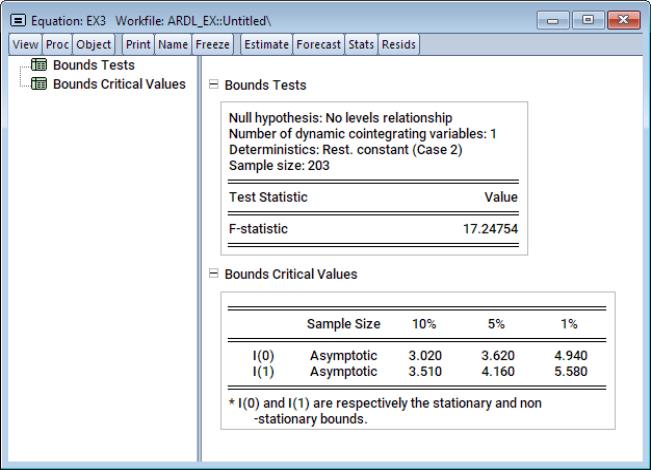 Equation: EX3 Workfile: ARDL_EX::Untitled\
View Proc Object Print Name Freeze Estimate Forecast Stats Resids
Bounds Tests
Bounds Critical Values
Bounds Tests
Null hypothesis: No levels relationship
Number of dynamic cointegrating variables: 1
Deterministics: Rest. constant (Case 2)
Sample size: 203
Test Statistic Value
F-statistic 17.24754
Bounds Critical Values
Sample Size 10% 5% 1%
I(0) Asymptotic 3.020 3.620 4.940
I(1) Asymptotic 3.510 4.160 5.580
* I(0) and I(1) are respectively the stationary and non
-stationary bounds.